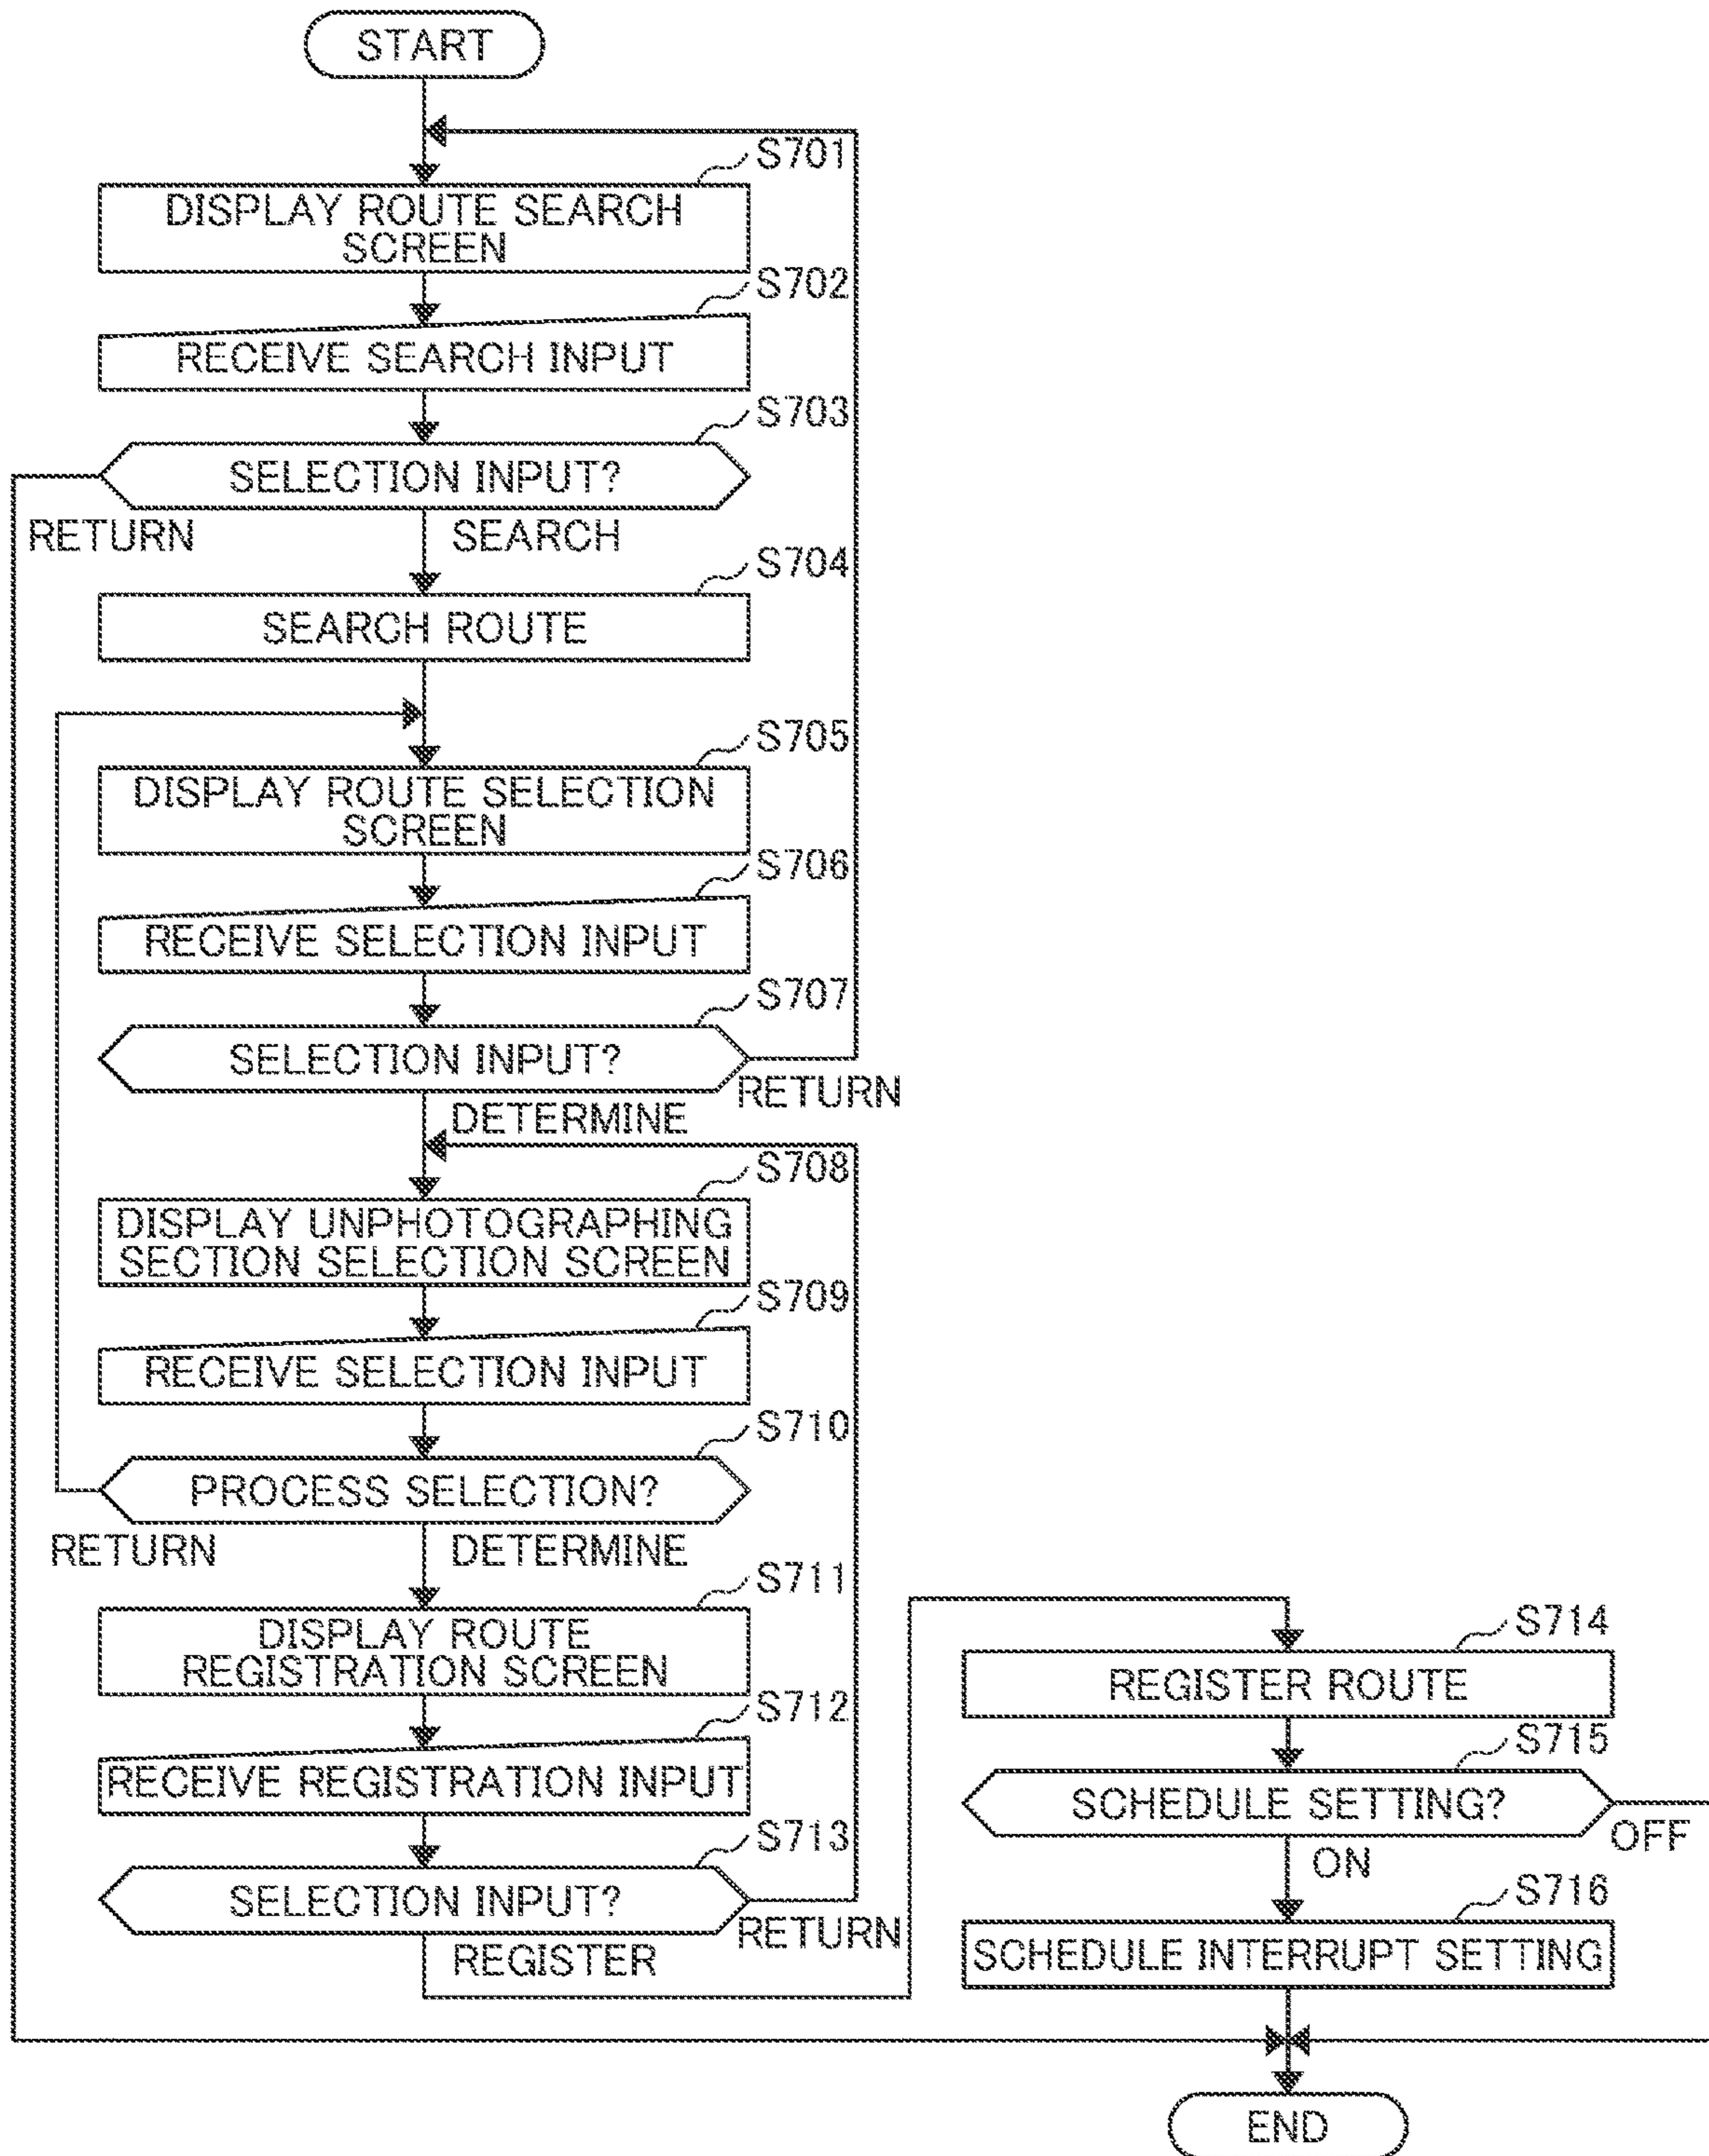 START
S701
DISPLAY ROUTE SEARCH
SCREEN
S702
RECEIVE SEARCH INPUT
S703
SELECTION INPUT?
RETURN
SEARCH
S704
SEARCH ROUTE
S705
DISPLAY ROUTE SELECTION
SCREEN
S706
RECEIVE SELECTION INPUT
S707
SELECTION INPUT?
RETURN
DETERMINE
S708
DISPLAY UNPHOTOGRAPHING
SECTION SELECTION SCREEN
S709
RECEIVE SELECTION INPUT
S710
PROCESS SELECTION?
RETURN
DETERMINE
S711
DISPLAY ROUTE
REGISTRATION SCREEN
S712
RECEIVE REGISTRATION INPUT
S713
SELECTION INPUT?
RETURN
REGISTER
S714
REGISTER ROUTE
S715
SCHEDULE SETTING?
OFF
ON
S716
SCHEDULE INTERRUPT SETTING
END